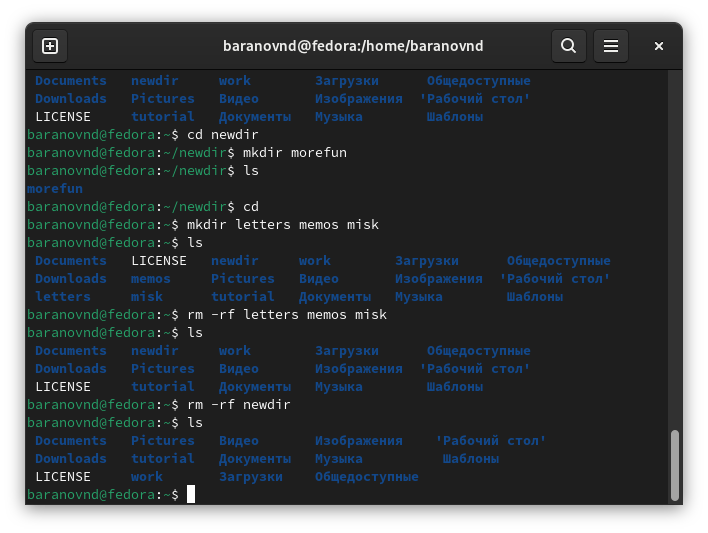 baranovnd@fedora:/home/baranovnd
Documents newdir work Загрузки Общедоступные
Downloads Pictures Видео Изображения 'Рабочий стол'
LICENSE tutorial Документы Музыка Шаблоны
baranovnd@fedora:~$ cd newdir
baranovnd@fedora:~/newdir$ mkdir morefun
baranovnd@fedora:~/newdir$ ls
morefun
baranovnd@fedora:~/newdir$ cd
baranovnd@fedora:~$ mkdir letters memos misk
baranovnd@fedora:~$ ls
Documents LICENSE newdir work Загрузки Общедоступные
Downloads memos Pictures Видео Изображения 'Рабочий стол'
letters misk tutorial Документы Музыка Шаблоны
baranovnd@fedora:~$ rm -rf letters memos misk
baranovnd@fedora:~$ ls
Documents newdir work Загрузки Общедоступные
Downloads Pictures Видео Изображения 'Рабочий стол'
LICENSE tutorial Документы Музыка Шаблоны
baranovnd@fedora:~$ rm -rf newdir
baranovnd@fedora:~$ ls
Documents Pictures Видео Изображения 'Рабочий стол'
Downloads tutorial Документы Музыка Шаблоны
LICENSE work Загрузки Общедоступные
baranovnd@fedora:~$